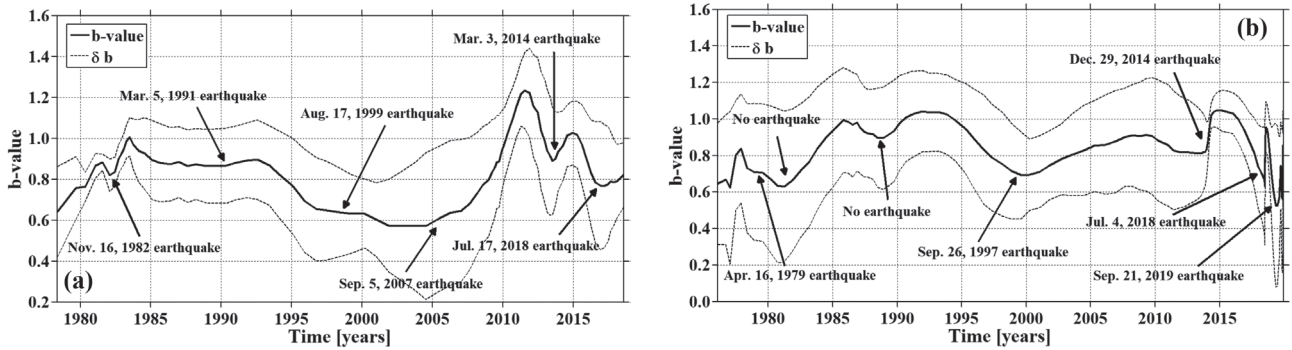 1.6
1.4
1.2
1.0
0.8
0.6
0.4
0.2
b-value
b-value
δ b
Mar. 3, 2014 earthquake
Mar. 5, 1991 earthquake
Aug. 17, 1999 earthquake
Nov. 16, 1982 earthquake
Jul. 17, 2018 earthquake
Sep. 5, 2007 earthquake
(a)
1980 1985 1990 1995 2000 2005 2010 2015
Time [years]
1.6
1.4
1.2
1.0
0.8
0.6
0.4
0.2
0.0
b-value
b-value
δ b
(b)
Dec. 29, 2014 earthquake
No earthquake
No earthquake
Jul. 4, 2018 earthquake
Sep. 26, 1997 earthquake
Apr. 16, 1979 earthquake
Sep. 21, 2019 earthquake
1980 1985 1990 1995 2000 2005 2010 2015
Time [years]